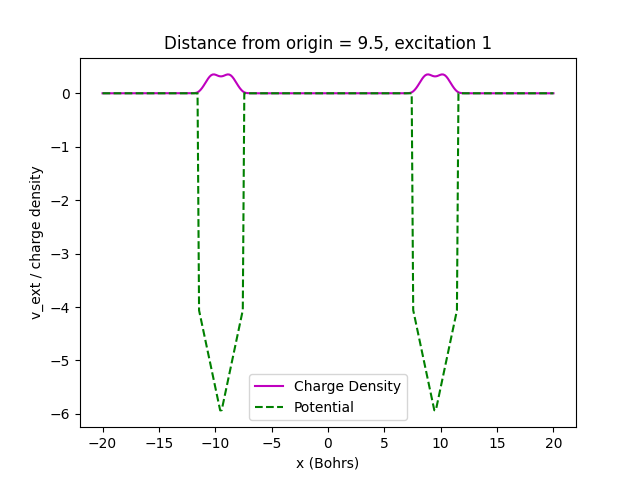 Distance from origin = 9.5, excitation 1
v_ext / charge density
0
−1
−2
−3
−4
−5
−6
Charge Density
Potential
−20 −15 −10 −5 0 5 10 15 20
x (Bohrs)